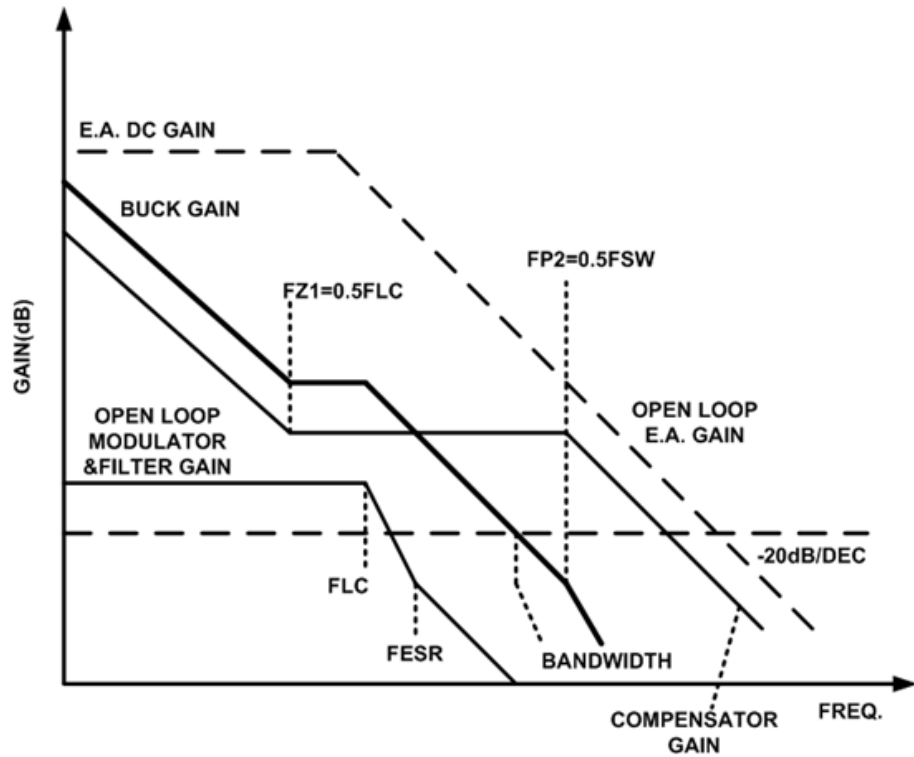 E.A. DC GAIN
BUCK GAIN
FP2=0.5FSW
FZ1=0.5FLC
GAIN(dB)
OPEN LOOP
MODULATOR
&FILTER GAIN
OPEN LOOP
E.A. GAIN
-20dB/DEC
FLC
FESR
BANDWIDTH
COMPENSATOR
GAIN
FREQ.